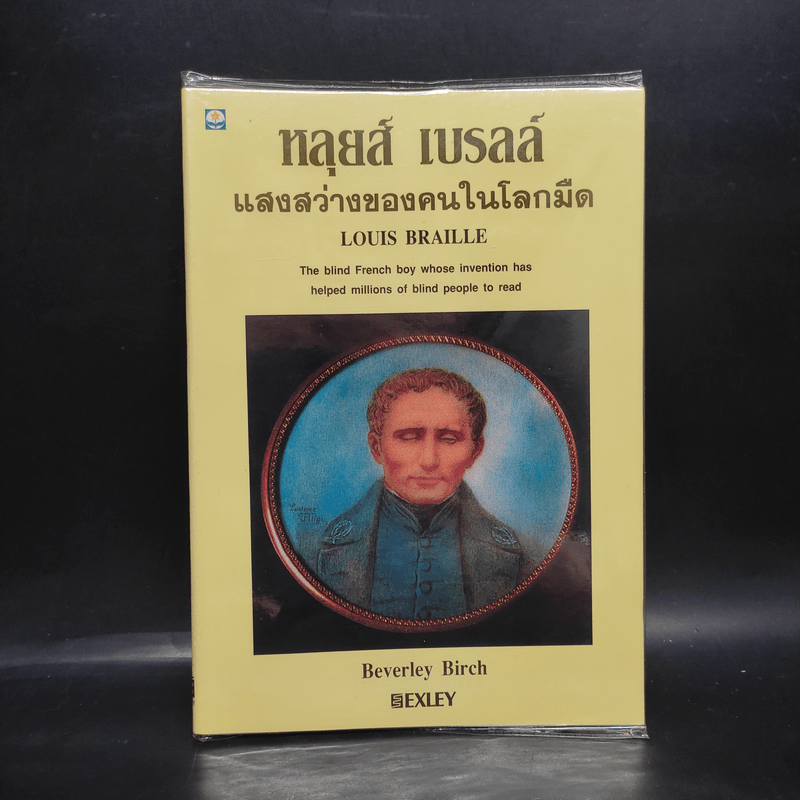 หลุยส์ เบรลล์
แสงสว่างของคนในโลกมืด
LOUIS BRAILLE
The blind French boy whose invention has
helped millions of blind people to read
Beverley Birch
EXLEY